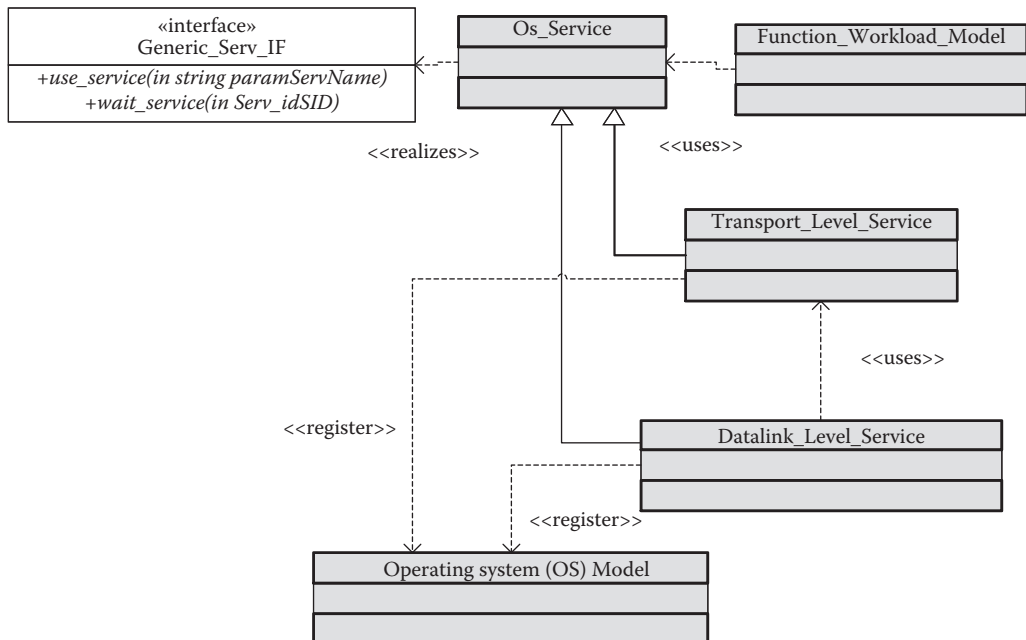 «interface»
Generic_Serv_IF
+use_service(in string paramServName)
+wait_service(in Serv_idSID)
Os_Service
Function_Workload_Model
<<realizes>>
<<uses>>
Transport_Level_Service
<<uses>>
<<register>>
Datalink_Level_Service
<<register>>
Operating system (OS) Model